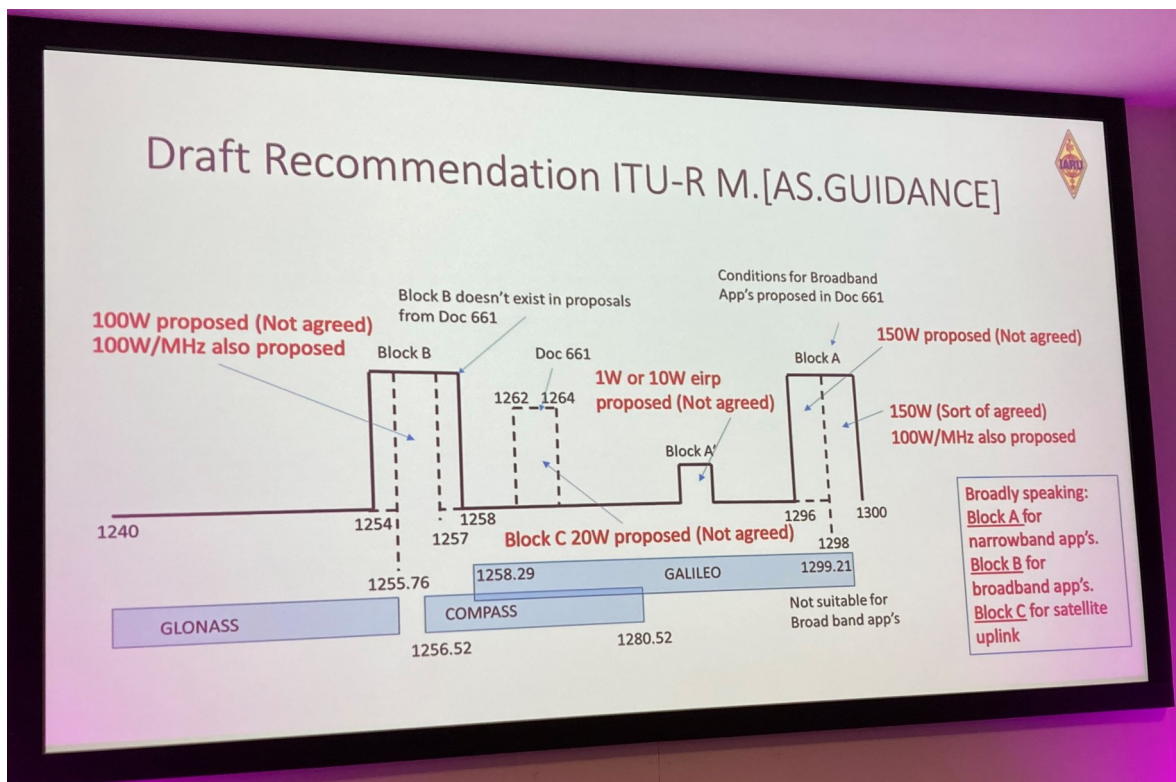 Draft Recommendation ITU-R M.[AS.GUIDANCE]
IARU
Conditions for Broadband
App's proposed in Doc 661
Block B doesn't exist in proposals
from Doc 661
100W proposed (Not agreed)
100W/MHz also proposed
Block B
Doc 661
1262 1264
1W or 10W eirp
proposed (Not agreed)
Block A
150W proposed (Not agreed)
150W (Sort of agreed)
100W/MHz also proposed
Block A'
1240
1254
1255.76
1257
1258
Block C 20W proposed (Not agreed)
1296
1298
1300
1258.29
GALILEO
1299.21
GLONASS
COMPASS
1256.52
1280.52
Not suitable for
Broad band app's
Broadly speaking:
Block A for
narrowband app's.
Block B for
broadband app's.
Block C for satellite
uplink